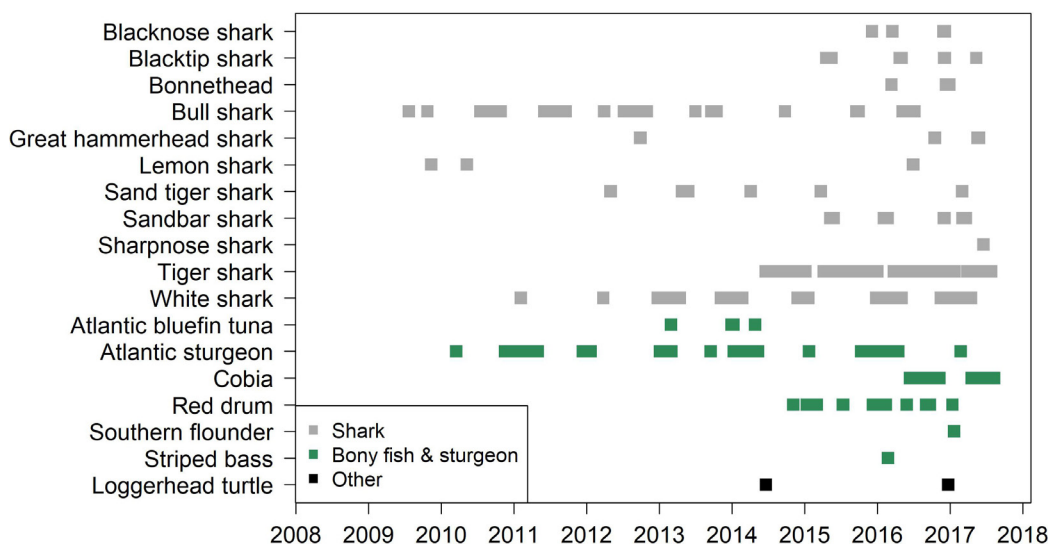 Blacknose shark
Blacktip shark
Bonnethead
Bull shark
Great hammerhead shark
Lemon shark
Sand tiger shark
Sandbar shark
Sharpnose shark
Tiger shark
White shark
Atlantic bluefin tuna
Atlantic sturgeon
Cobia
Red drum
Southern flounder
Striped bass
Loggerhead turtle
Shark
Bony fish & sturgeon
Other
2008 2009 2010 2011 2012 2013 2014 2015 2016 2017 2018